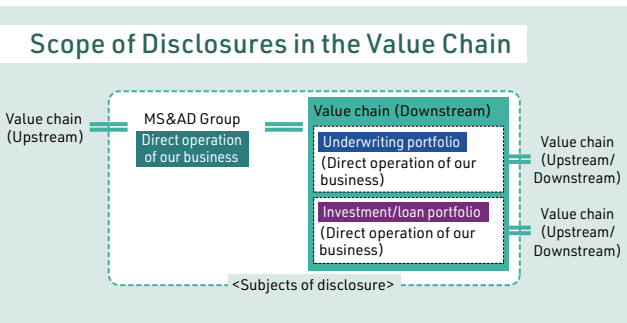 Scope of Disclosures in the Value Chain
Value chain
(Upstream)
MS&AD Group
Direct operation
of our business
Value chain (Downstream)
Underwriting portfolio
(Direct operation of our
business)
Investment/loan portfolio
(Direct operation of our
business)
Value chain
(Upstream/
Downstream)
Value chain
(Upstream/
Downstream)
<Subjects of disclosure>